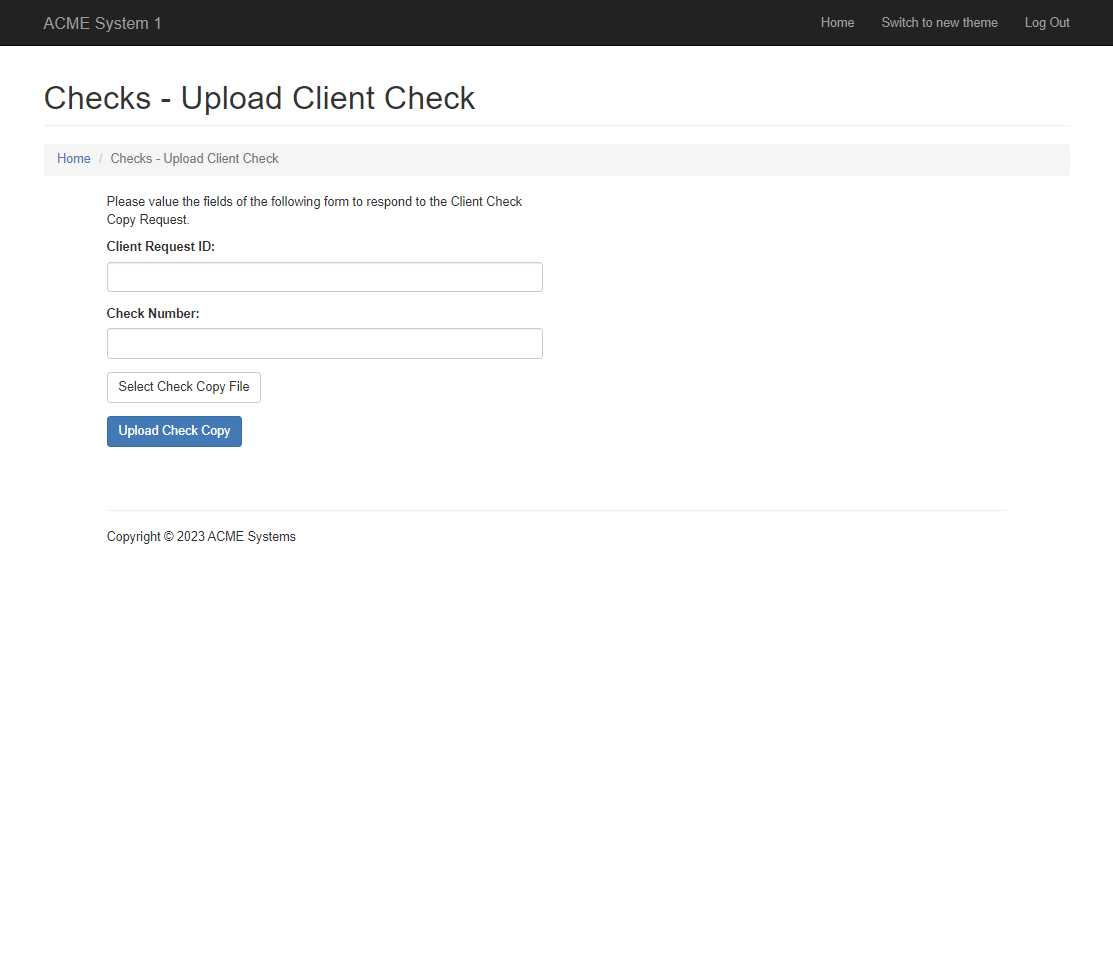 ACME System 1
Home
Switch to new theme
Log Out
Checks - Upload Client Check
Home / Checks - Upload Client Check
Please value the fields of the following form to respond to the Client Check
Copy Request.
Client Request ID:
Check Number:
Select Check Copy File
Upload Check Copy
Copyright © 2023 ACME Systems